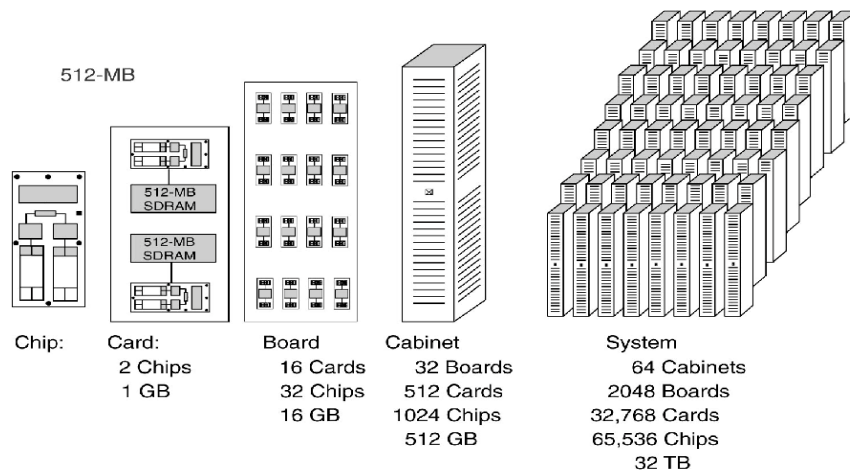 512-MB
512-MB
SDRAM
512-MB
SDRAM
Chip:
Card:
2 Chips
1 GB
Board
16 Cards
32 Chips
16 GB
Cabinet
32 Boards
512 Cards
1024 Chips
512 GB
System
64 Cabinets
2048 Boards
32,768 Cards
65,536 Chips
32 TB